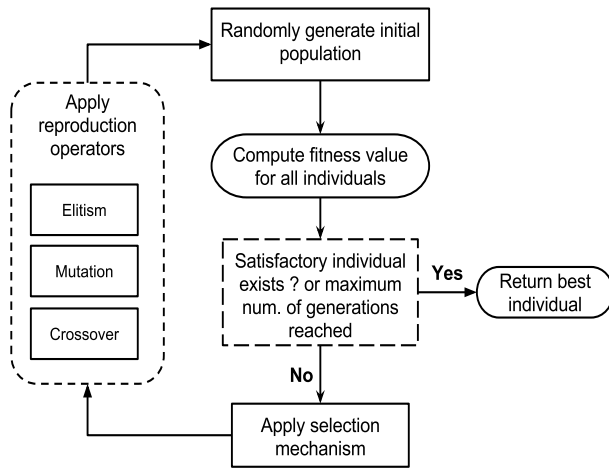 Randomly generate initial
population
Apply
reproduction
operators
Elitism
Mutation
Crossover
Compute fitness value
for all individuals
Satisfactory individual
exists ? or maximum
num. of generations
reached
Yes
Return best
individual
No
Apply selection
mechanism